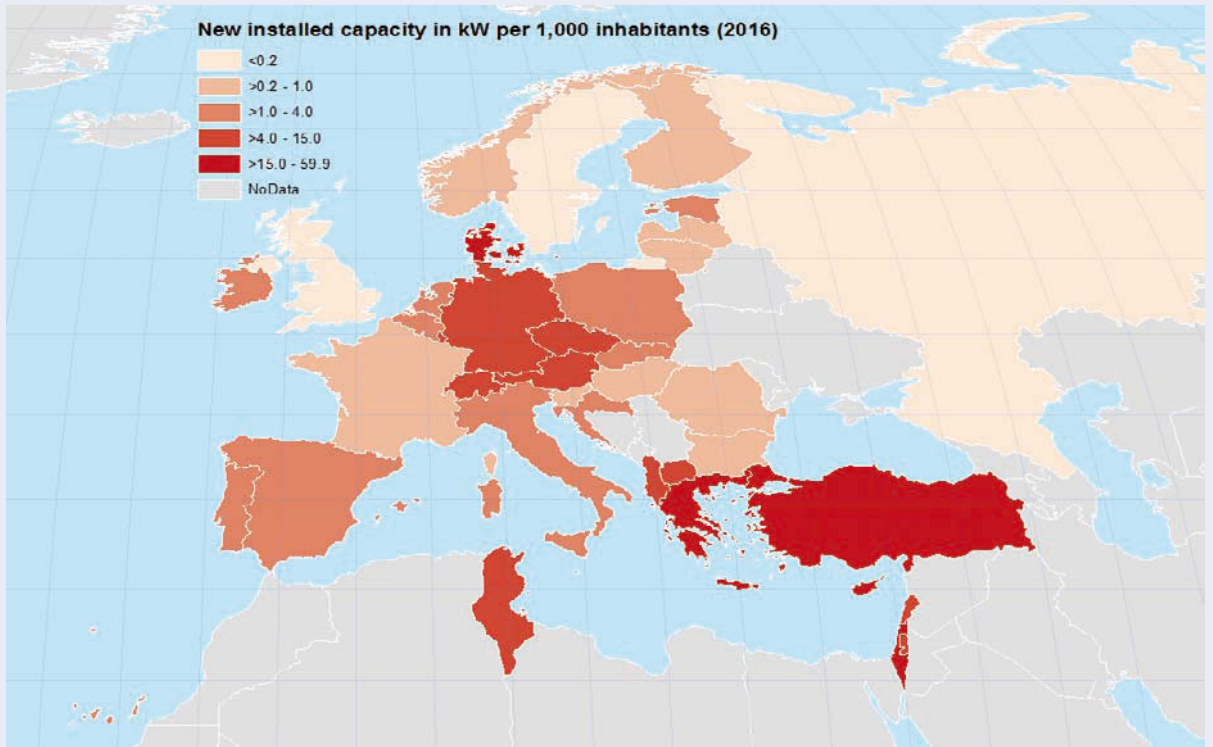 New installed capacity in kW per 1,000 inhabitants (2016)
<0.2
>0.2 - 1.0
>1.0 - 4.0
>4.0 - 15.0
>15.0 - 59.9
NoData